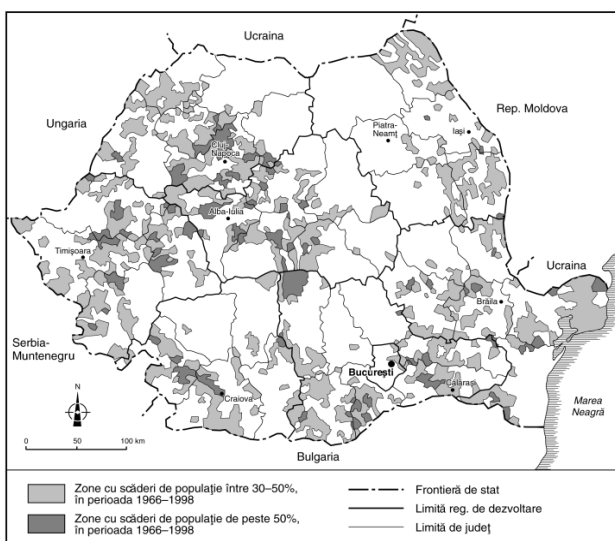 Ucraina
Ungaria
Rep. Moldova
Piatra-
Neamț
Iași
Cluj-
Napoca
Alba-Iulia
Timișoara
Ucraina
Brăila
Serbia-
Muntenegru
București
Călărași
Craiova
Marea
Neagră
N
0 50 100 km
Bulgaria
Zone cu scăderi de populație între 30–50%,
în perioada 1966–1998
Zone cu scăderi de populație de peste 50%,
în perioada 1966–1998
Frontieră de stat
Limită reg. de dezvoltare
Limită de județ